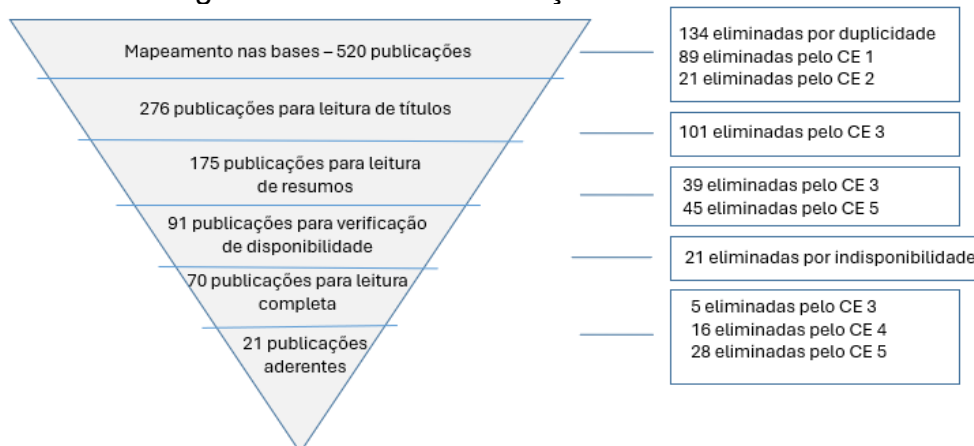 Mapeamento nas bases – 520 publicações
134 eliminadas por duplicidade
89 eliminadas pelo CE 1
21 eliminadas pelo CE 2
276 publicações para leitura de títulos
101 eliminadas pelo CE 3
175 publicações para leitura
de resumos
39 eliminadas pelo CE 3
45 eliminadas pelo CE 5
91 publicações para verificação
de disponibilidade
21 eliminadas por indisponibilidade
70 publicações para leitura
completa
5 eliminadas pelo CE 3
16 eliminadas pelo CE 4
28 eliminadas pelo CE 5
21 publicações
aderentes